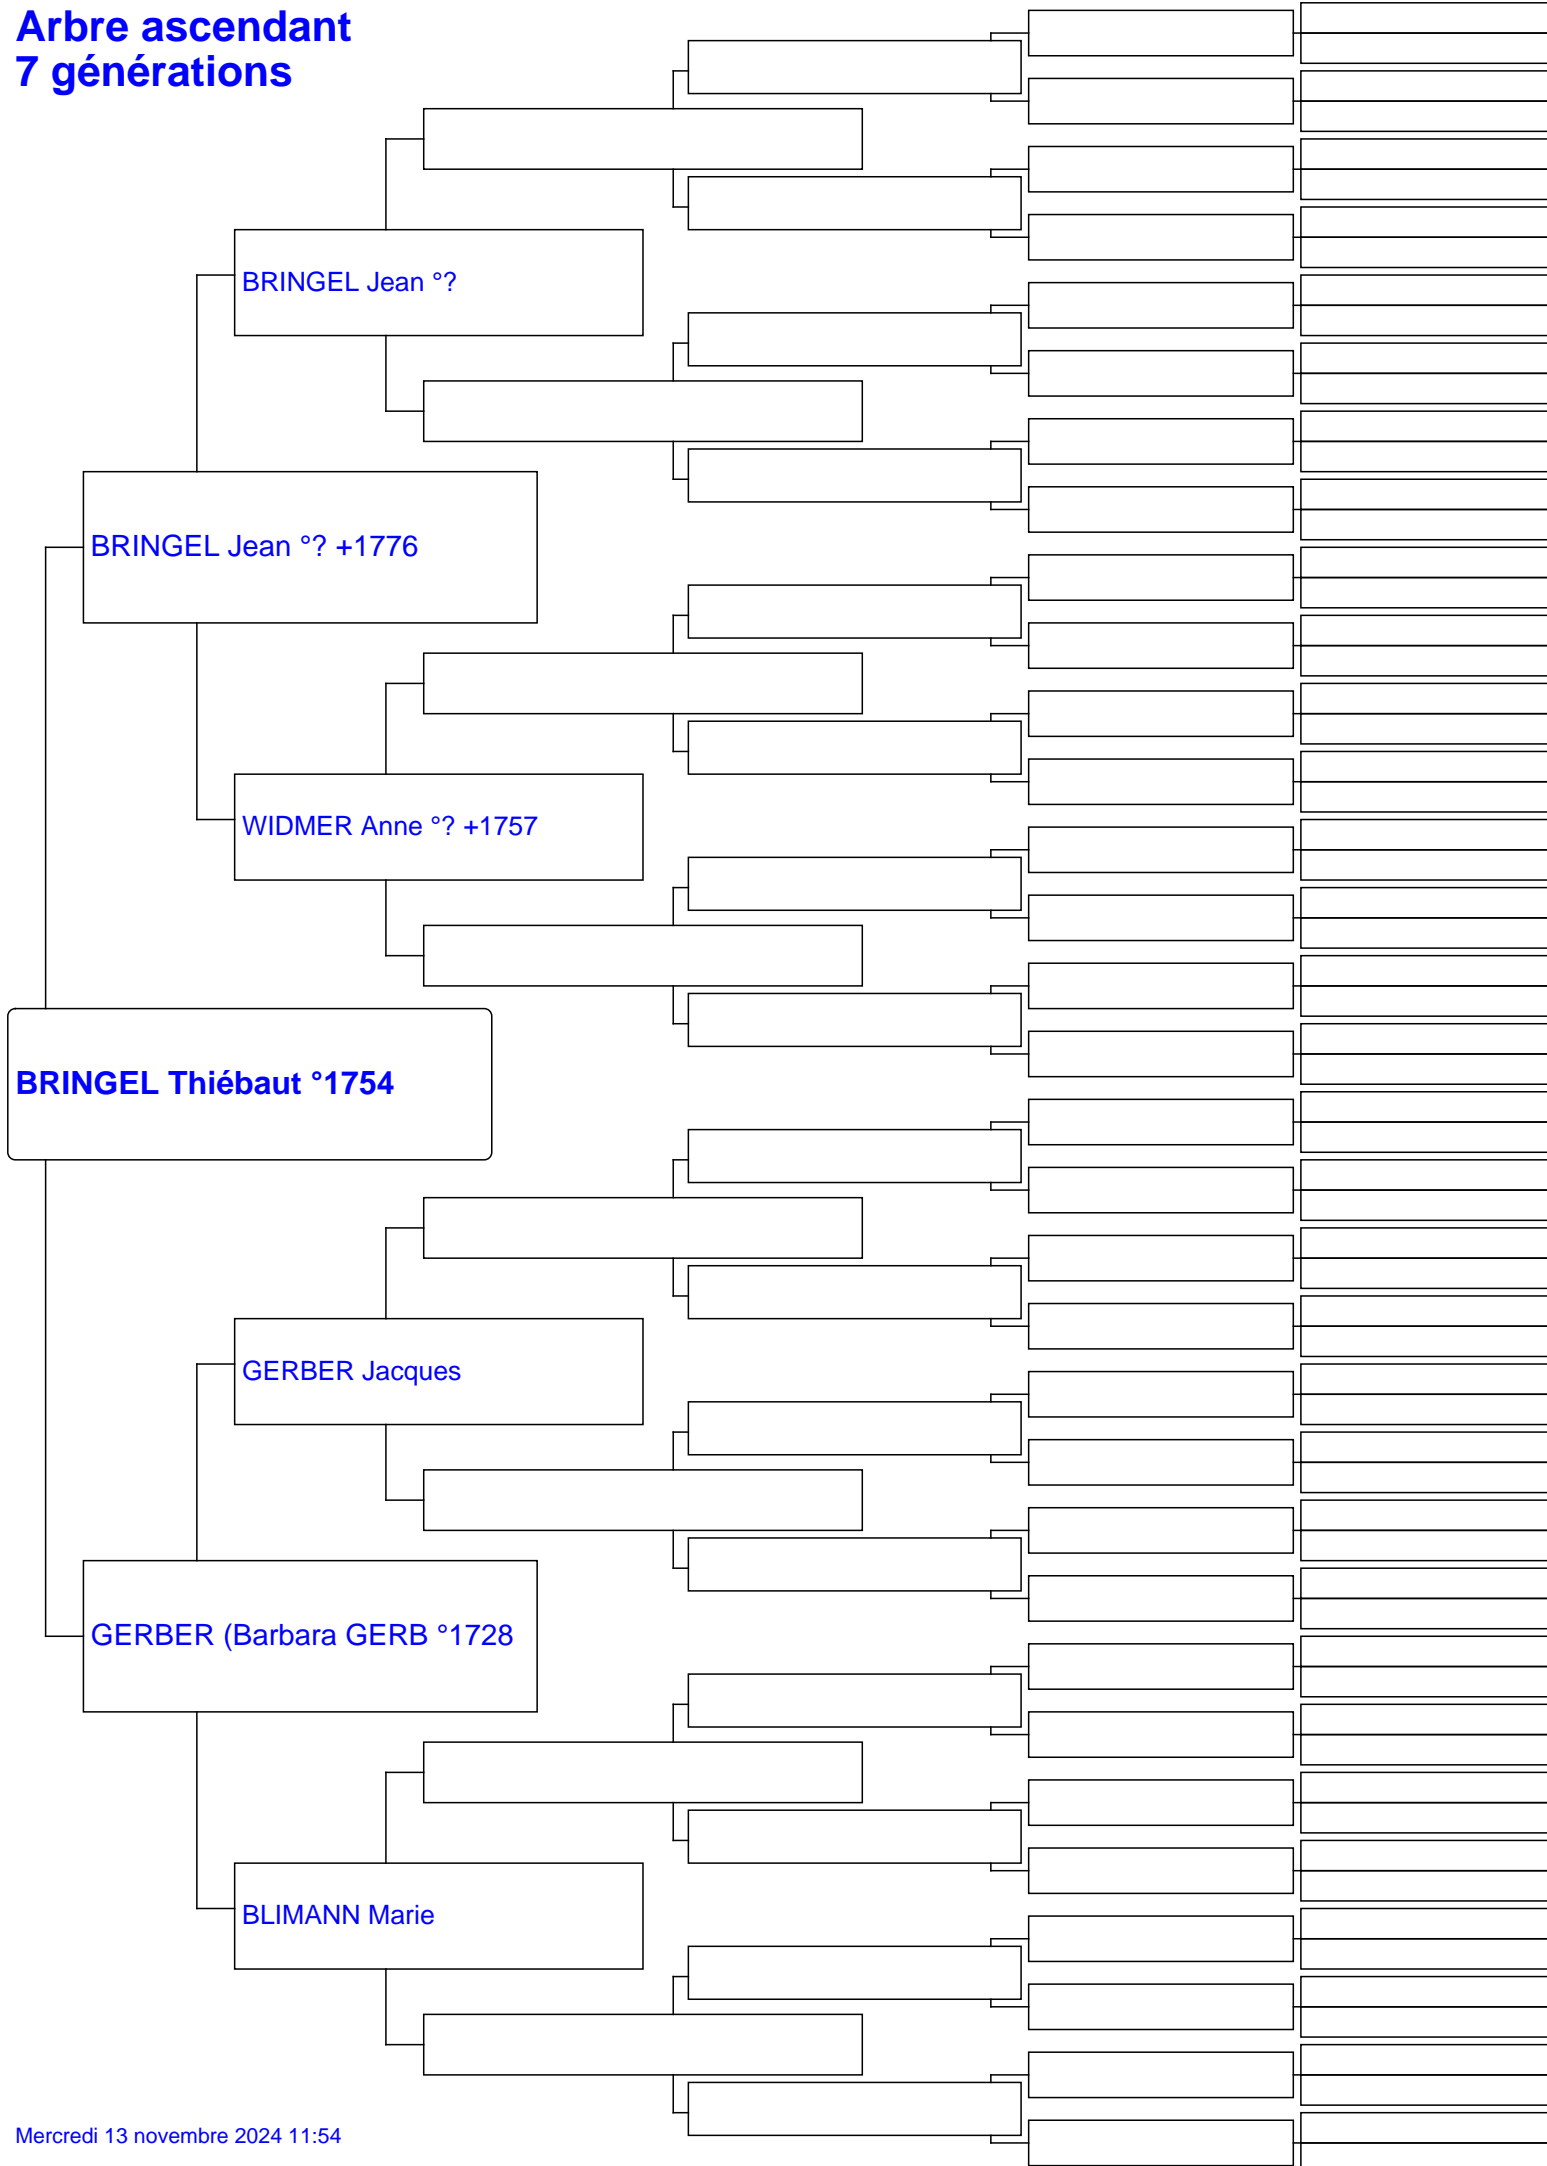 Arbre ascendant
7 générations
BRINGEL Jean °?
BRINGEL Jean °? +1776
WIDMER Anne °? +1757
BRINGEL Thiébaut °1754
GERBER Jacques
GERBER (Barbara GERB °1728
BLIMANN Marie
Mercredi 13 novembre 2024 11:54